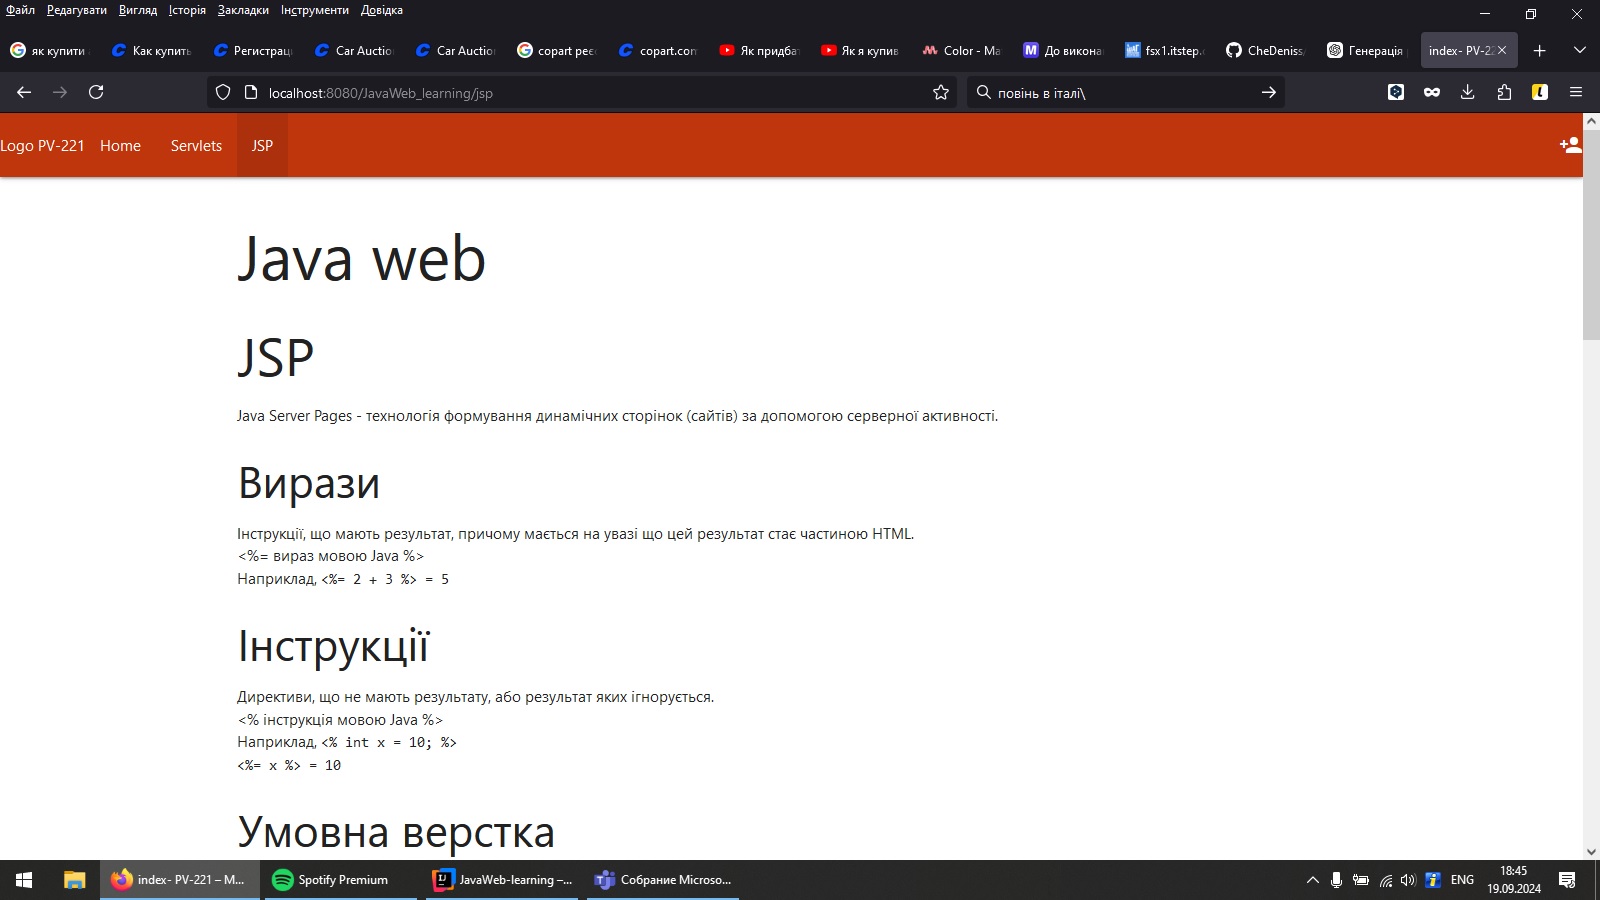 Файл Редагувати Вигляд Історія Закладки Інструменти Довідка
як купити
Как купить
Регистрац
Car Auctio
Car Auctio
copart реє
copart.com
Як придба
Як я купив
Color - Ma
До викона
fsx1.itstep.
CheDeniss
Генерація
index- PV-22
localhost:8080/JavaWeb_learning/jsp
повінь в італі\
Logo PV-221 Home Servlets JSP
Java web
JSP
Java Server Pages - технологія формування динамічних сторінок (сайтів) за допомогою серверної активності.
Вирази
Інструкції, що мають результат, причому мається на увазі що цей результат стає частиною HTML.
<%= вираз мовою Java %>
Наприклад, <%= 2 + 3 %> = 5
Інструкції
Директиви, що не мають результату, або результат яких ігнорується.
<% інструкція мовою Java %>
Наприклад, <% int x = 10; %>
<%= x %> = 10
Умовна верстка
index- PV-221 – M...
Spotify Premium
JavaWeb-learning –...
Собрание Microso...
ENG
18:45
19.09.2024